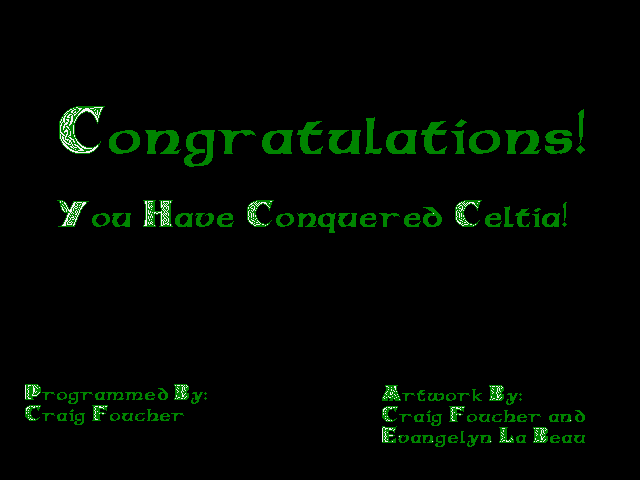 Congratulations!
You Have Conquered Celtia!
Programmed By:
Craig Foucher
Artwork By:
Craig Foucher and
Evangelyn La Beau